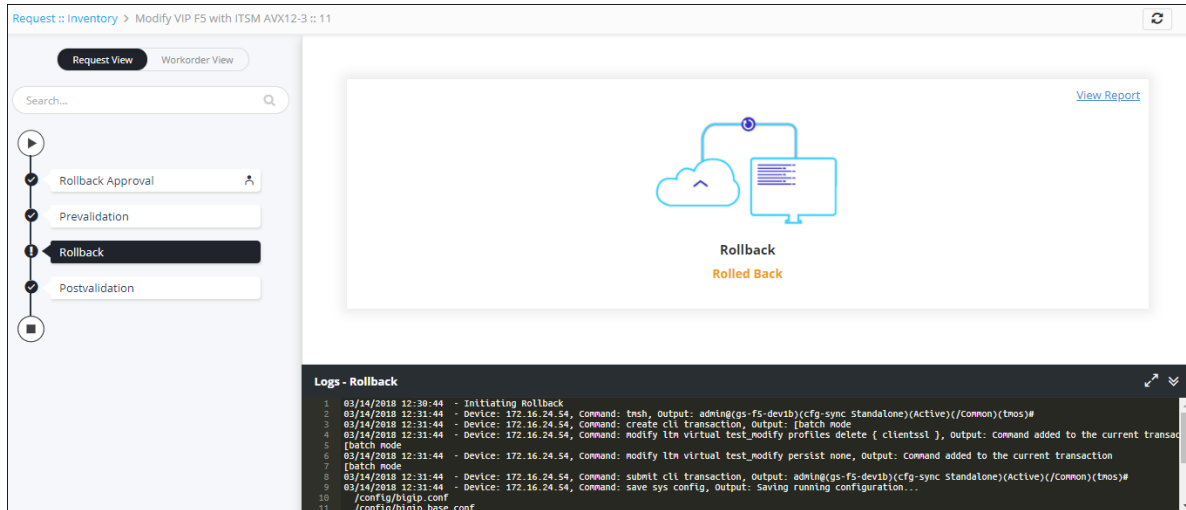 Request :: Inventory > Modify VIP F5 with ITSM AVX12-3 :: 11
Request View Workorder View
Search...
Rollback Approval
Prevalidation
Rollback
Postvalidation
View Report
Rollback
Rolled Back
Logs - Rollback
1 03/14/2018 12:30:44 - Initiating Rollback
2 03/14/2018 12:31:44 - Device: 172.16.24.54, Command: tmsh, Output: admin@(gs-f5-dev1b)(cfg-sync Standalone)(Active)(/Common)(tmos)#
3 03/14/2018 12:31:44 - Device: 172.16.24.54, Command: create cli transaction, Output: [batch mode
4 03/14/2018 12:31:44 - Device: 172.16.24.54, Command: modify ltm virtual test_modify profiles delete { clientssl }, Output: Command added to the current transac
5 [batch mode
6 03/14/2018 12:31:44 - Device: 172.16.24.54, Command: modify ltm virtual test_modify persist none, Output: Command added to the current transaction
7 [batch mode
8 03/14/2018 12:31:44 - Device: 172.16.24.54, Command: submit cli transaction, Output: admin@(gs-f5-dev1b)(cfg-sync Standalone)(Active)(/Common)(tmos)#
9 03/14/2018 12:31:44 - Device: 172.16.24.54, Command: save sys config, Output: Saving running configuration...
10 /config/bigip.conf
11 /config/bigip_base.conf